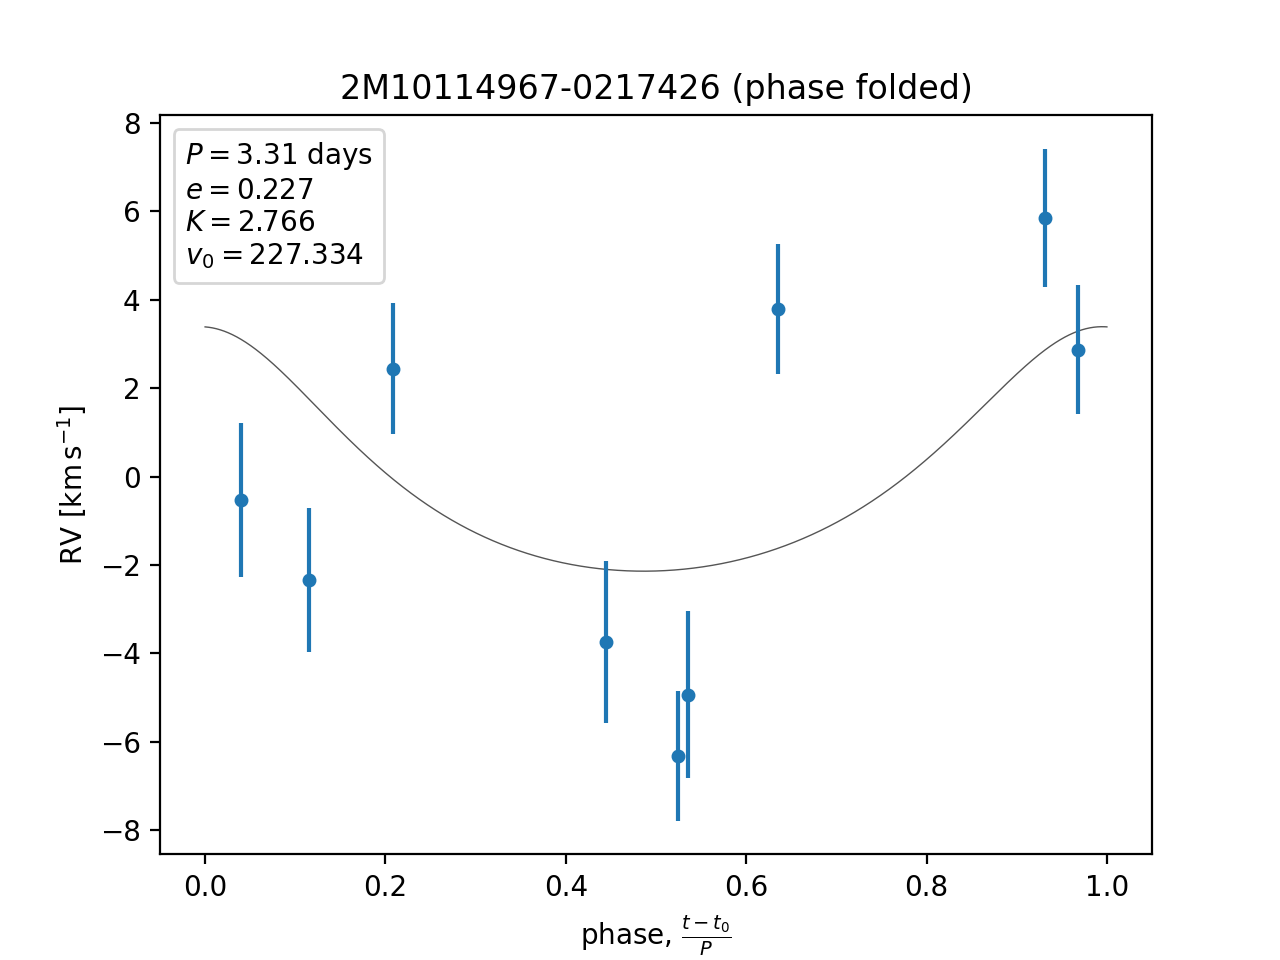 2M10114967-0217426 (phase folded)
P = 3.31 days
e = 0.227
K = 2.766
v₀ = 227.334
8
6
4
2
0
−2
−4
−6
−8
RV [km s⁻¹]
0.0 0.2 0.4 0.6 0.8 1.0
phase, (t − t₀)/P